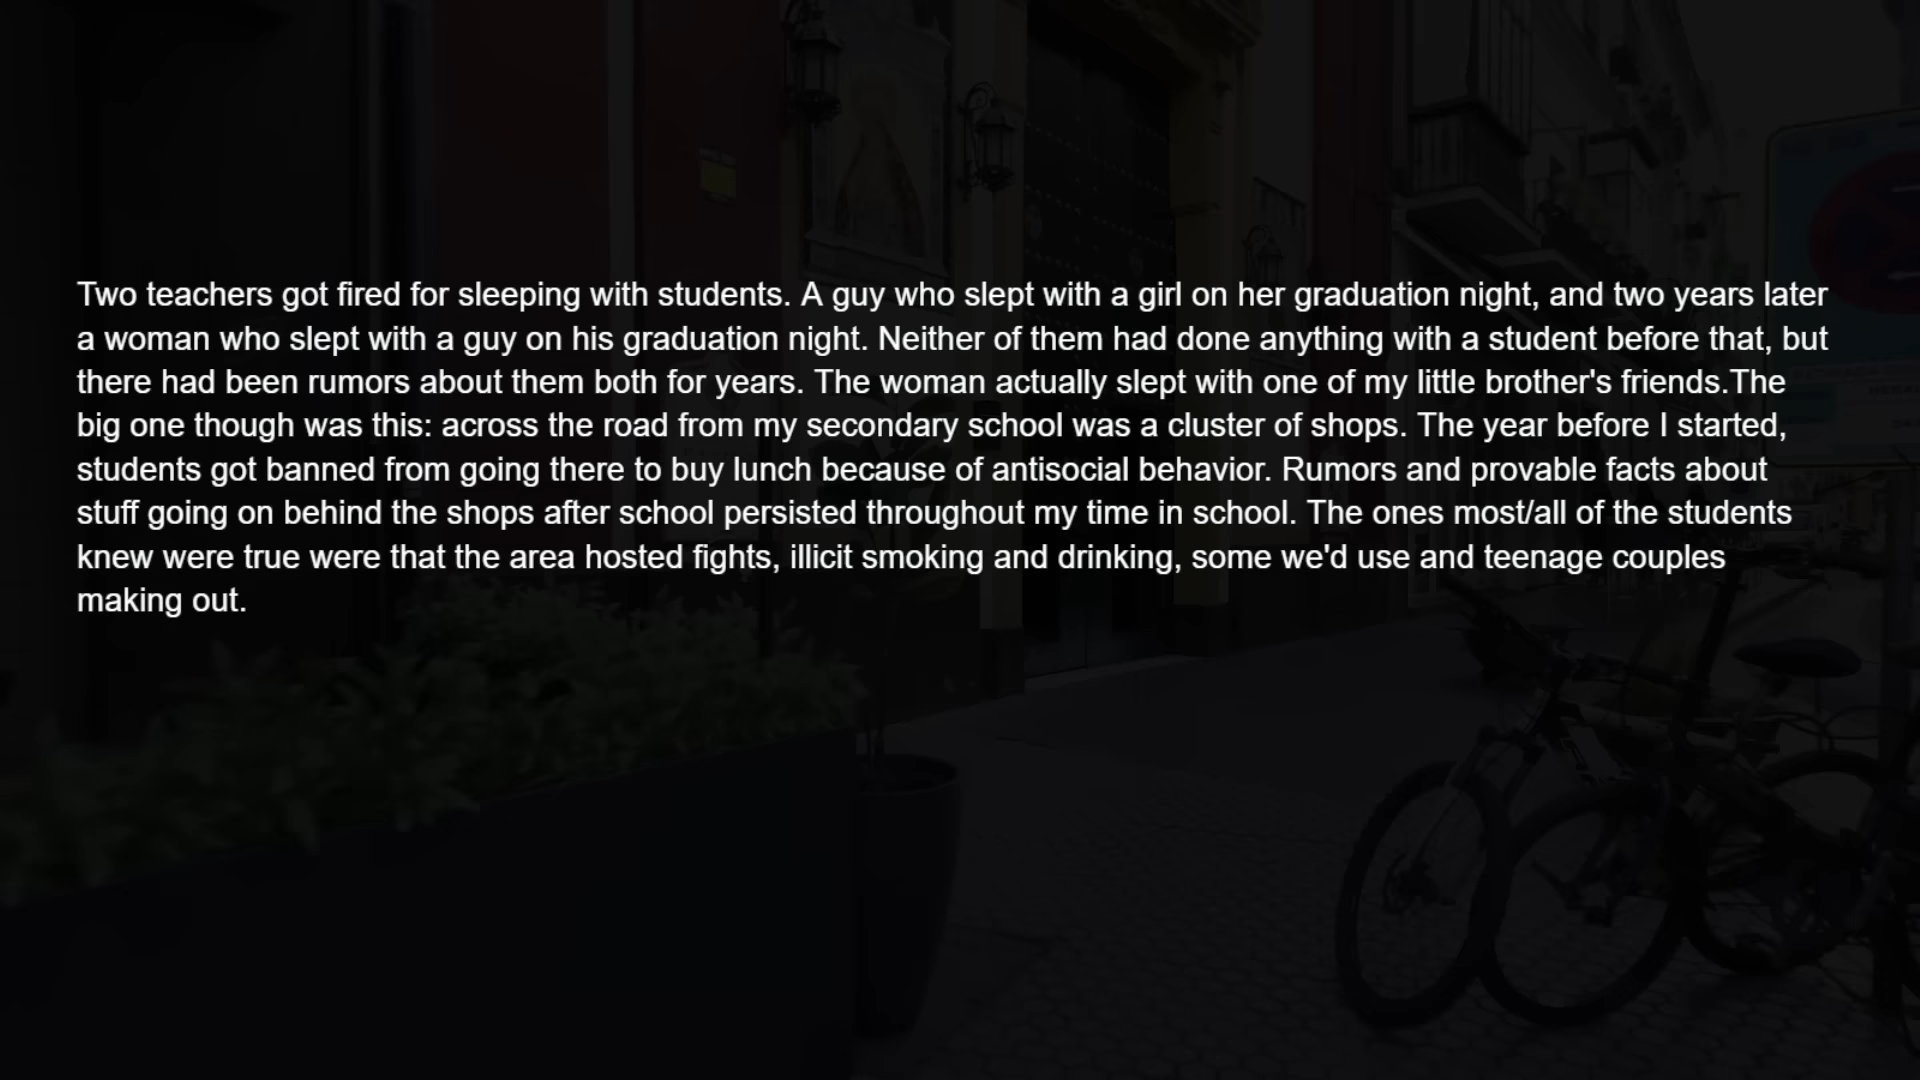 Two teachers got fired for sleeping with students. A guy who slept with a girl on her graduation night, and two years later
a woman who slept with a guy on his graduation night. Neither of them had done anything with a student before that, but
there had been rumors about them both for years. The woman actually slept with one of my little brother's friends.The
big one though was this: across the road from my secondary school was a cluster of shops. The year before I started,
students got banned from going there to buy lunch because of antisocial behavior. Rumors and provable facts about
stuff going on behind the shops after school persisted throughout my time in school. The ones most/all of the students
knew were true were that the area hosted fights, illicit smoking and drinking, some we'd use and teenage couples
making out.